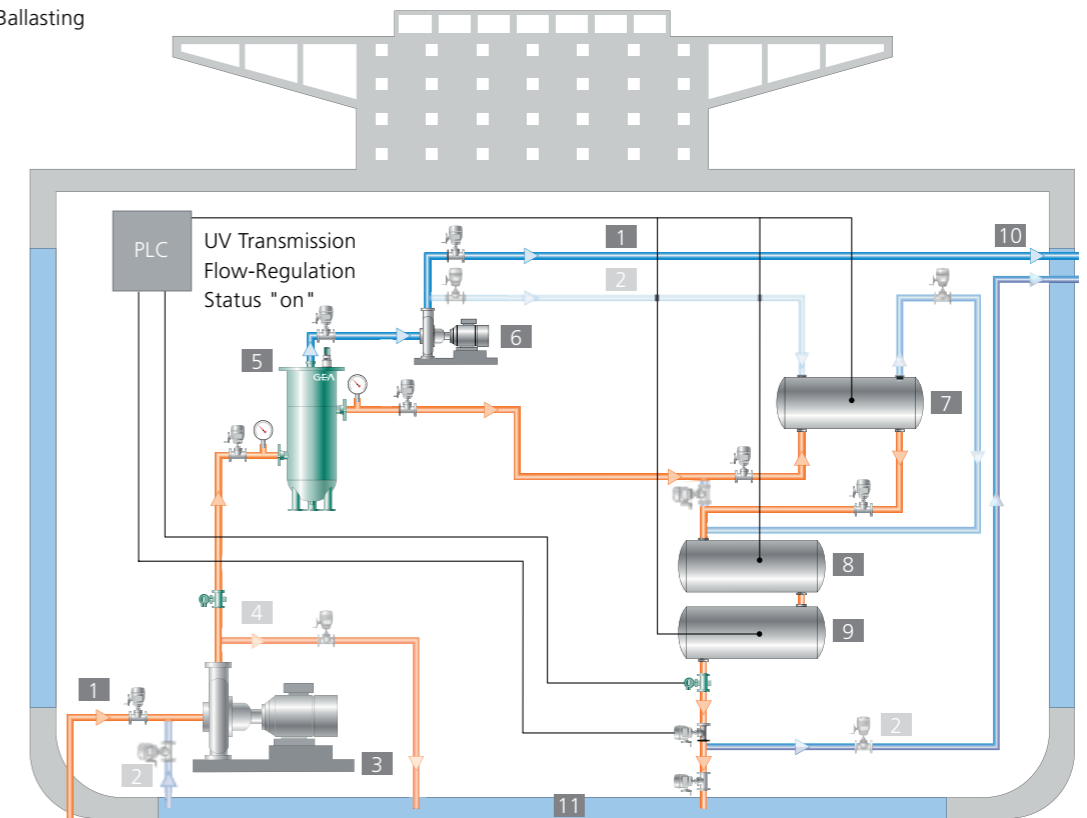 Ballasting
1
10
PLC
UV Transmission
Flow-Regulation
Status "on"
2
6
5
GEA
7
8
4
9
1
2
3
2
11